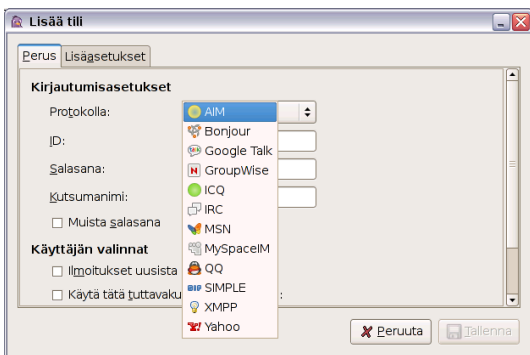 Lisää tili
Perus Lisäasetukset
Kirjautumisasetukset
Protokolla:
AIM
Bonjour
Google Talk
GroupWise
ICQ
IRC
MSN
MySpaceIM
QQ
SIMPLE
XMPP
Yahoo
ID:
Salasana:
Kutsumanimi:
Muista salasana
Käyttäjän valinnat
Ilmoitukset uusista
Käytä tätä tuttavaku :
Peruuta Tallenna